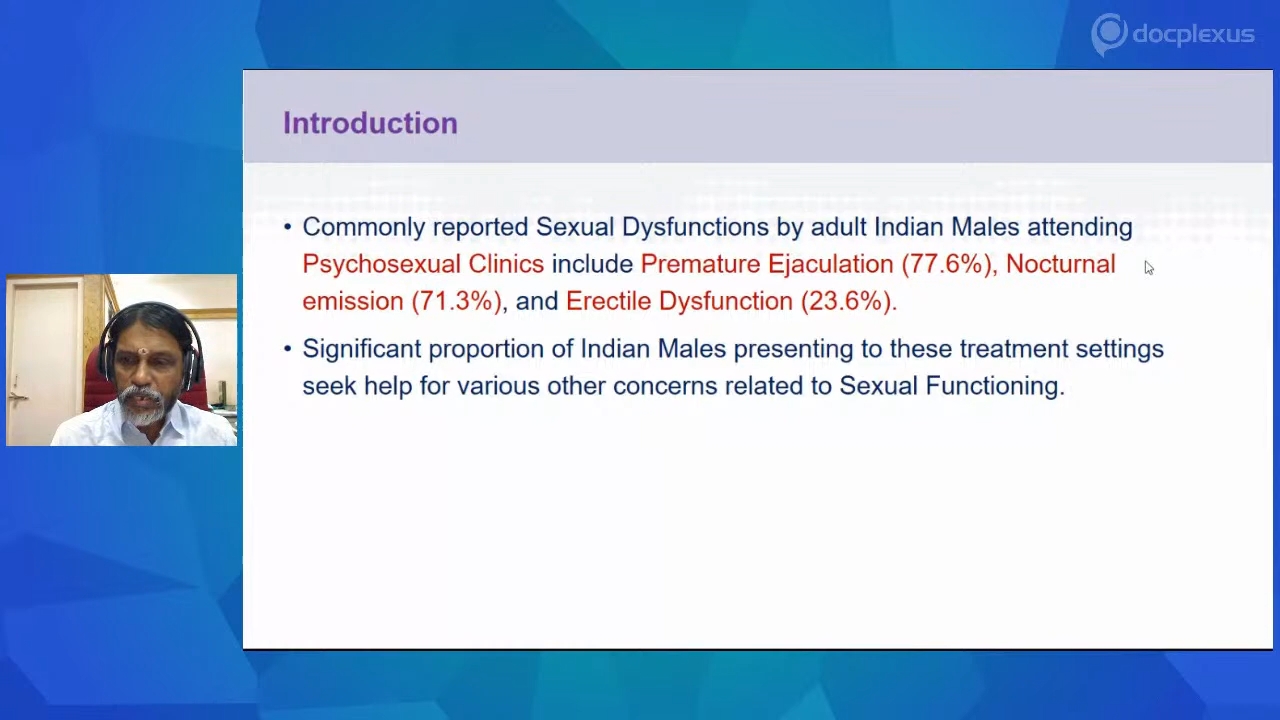 docplexus
Introduction
• Commonly reported Sexual Dysfunctions by adult Indian Males attending
Psychosexual Clinics include Premature Ejaculation (77.6%), Nocturnal
emission (71.3%), and Erectile Dysfunction (23.6%).
• Significant proportion of Indian Males presenting to these treatment settings
seek help for various other concerns related to Sexual Functioning.